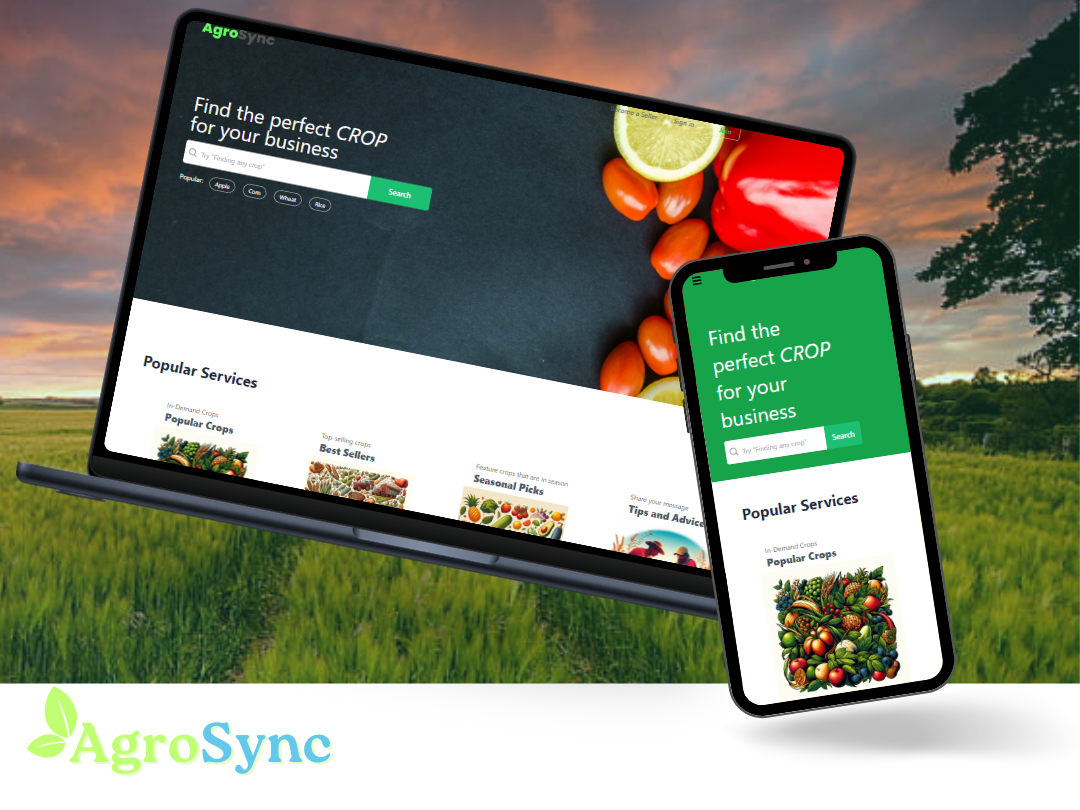 AgroSync
Become a Seller
Sign in
Join
Find the perfect CROP
for your business
Try "Finding any crop"
Search
Popular:
Apple
Corn
Wheat
Rice
Popular Services
In-Demand Crops
Popular Crops
Top-selling crops
Best Sellers
Feature crops that are in season
Seasonal Picks
Share your message
Tips and Advice
Find the
perfect CROP
for your
business
Try "Finding any crop"
Search
Popular Services
In-Demand Crops
Popular Crops
AgroSync